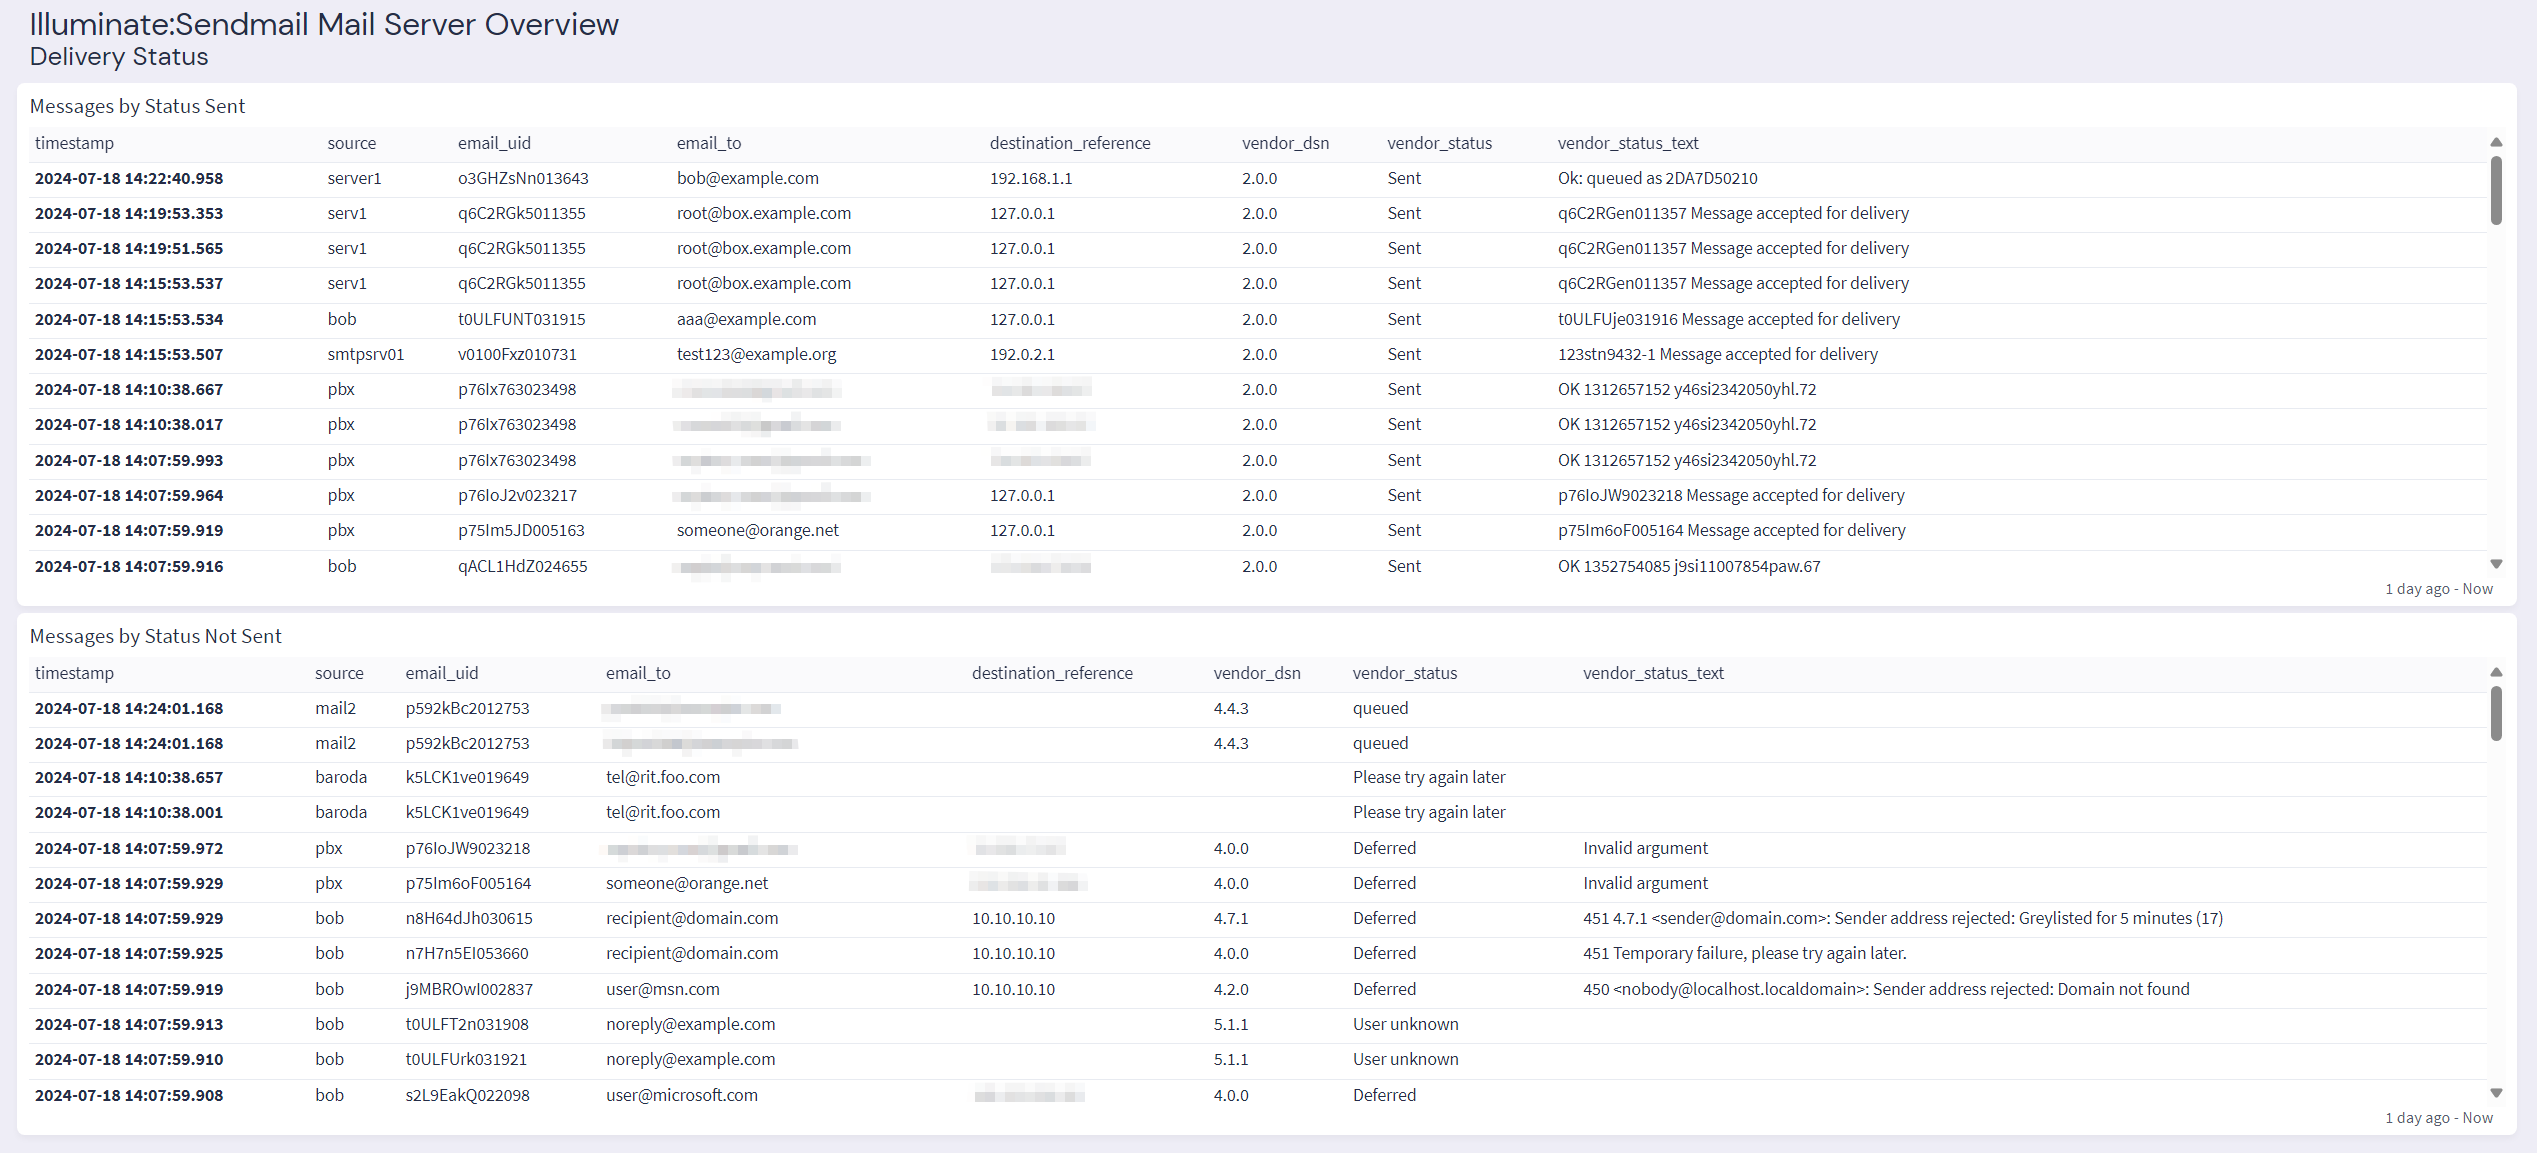 Illuminate:Sendmail Mail Server Overview
Delivery Status
Messages by Status Sent
timestamp source email_uid email_to destination_reference vendor_dsn vendor_status vendor_status_text
2024-07-18 14:22:40.958 server1 o3GHZsNn013643 bob@example.com 192.168.1.1 2.0.0 Sent Ok: queued as 2DA7D50210
2024-07-18 14:19:53.353 serv1 q6C2RGk5011355 root@box.example.com 127.0.0.1 2.0.0 Sent q6C2RGen011357 Message accepted for delivery
2024-07-18 14:19:51.565 serv1 q6C2RGk5011355 root@box.example.com 127.0.0.1 2.0.0 Sent q6C2RGen011357 Message accepted for delivery
2024-07-18 14:15:53.537 serv1 q6C2RGk5011355 root@box.example.com 127.0.0.1 2.0.0 Sent q6C2RGen011357 Message accepted for delivery
2024-07-18 14:15:53.534 bob t0ULFUNT031915 aaa@example.com 127.0.0.1 2.0.0 Sent t0ULFUje031916 Message accepted for delivery
2024-07-18 14:15:53.507 smtpsrv01 v0100Fxz010731 test123@example.org 192.0.2.1 2.0.0 Sent 123stn9432-1 Message accepted for delivery
2024-07-18 14:10:38.667 pbx p76Ix763023498 2.0.0 Sent OK 1312657152 y46si2342050yhl.72
2024-07-18 14:10:38.017 pbx p76Ix763023498 2.0.0 Sent OK 1312657152 y46si2342050yhl.72
2024-07-18 14:07:59.993 pbx p76Ix763023498 2.0.0 Sent OK 1312657152 y46si2342050yhl.72
2024-07-18 14:07:59.964 pbx p76IoJ2v023217 127.0.0.1 2.0.0 Sent p76IoJW9023218 Message accepted for delivery
2024-07-18 14:07:59.919 pbx p75Im5JD005163 someone@orange.net 127.0.0.1 2.0.0 Sent p75Im6oF005164 Message accepted for delivery
2024-07-18 14:07:59.916 bob qACL1HdZ024655 2.0.0 Sent OK 1352754085 j9si11007854paw.67
1 day ago - Now
Messages by Status Not Sent
timestamp source email_uid email_to destination_reference vendor_dsn vendor_status vendor_status_text
2024-07-18 14:24:01.168 mail2 p592kBc2012753 4.4.3 queued
2024-07-18 14:24:01.168 mail2 p592kBc2012753 4.4.3 queued
2024-07-18 14:10:38.657 baroda k5LCK1ve019649 tel@rit.foo.com Please try again later
2024-07-18 14:10:38.001 baroda k5LCK1ve019649 tel@rit.foo.com Please try again later
2024-07-18 14:07:59.972 pbx p76IoJW9023218 4.0.0 Deferred Invalid argument
2024-07-18 14:07:59.929 pbx p75Im6oF005164 someone@orange.net 4.0.0 Deferred Invalid argument
2024-07-18 14:07:59.929 bob n8H64dJh030615 recipient@domain.com 10.10.10.10 4.7.1 Deferred 451 4.7.1 <sender@domain.com>: Sender address rejected: Greylisted for 5 minutes (17)
2024-07-18 14:07:59.925 bob n7H7n5EI053660 recipient@domain.com 10.10.10.10 4.0.0 Deferred 451 Temporary failure, please try again later.
2024-07-18 14:07:59.919 bob j9MBROwI002837 user@msn.com 10.10.10.10 4.2.0 Deferred 450 <nobody@localhost.localdomain>: Sender address rejected: Domain not found
2024-07-18 14:07:59.913 bob t0ULFT2n031908 noreply@example.com 5.1.1 User unknown
2024-07-18 14:07:59.910 bob t0ULFUrk031921 noreply@example.com 5.1.1 User unknown
2024-07-18 14:07:59.908 bob s2L9EakQ022098 user@microsoft.com 4.0.0 Deferred
1 day ago - Now